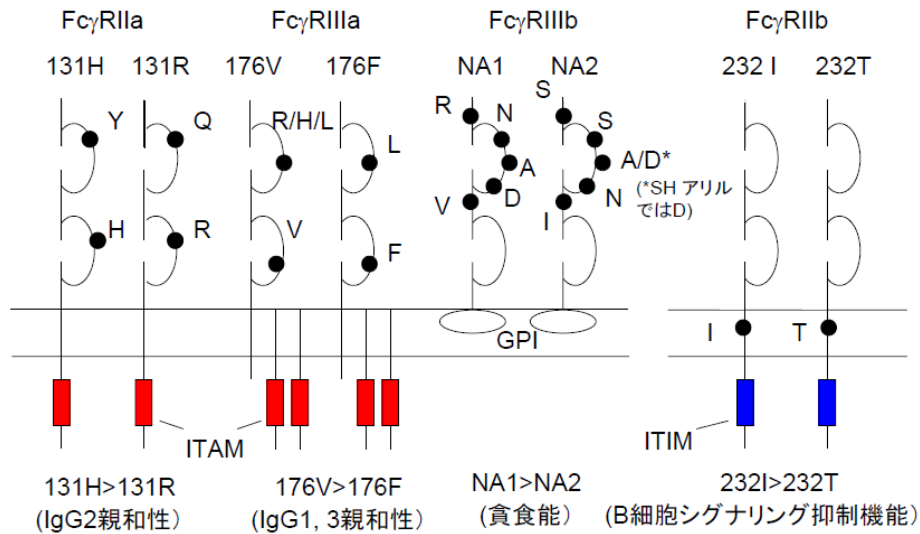 FcγRIIa FcγRIIIa FcγRIIIb FcγRIIb
131H 131R 176V 176F NA1 NA2 232 I 232T
Y Q R/H/L L R N S S
A A/D*
D N
(*SH アリル
ではD)
V I
H R V F
GPI
I T
ITAM ITIM
131H>131R 176V>176F NA1>NA2 232I>232T
(IgG2親和性) (IgG1, 3親和性) (貪食能) (B細胞シグナリング抑制機能)